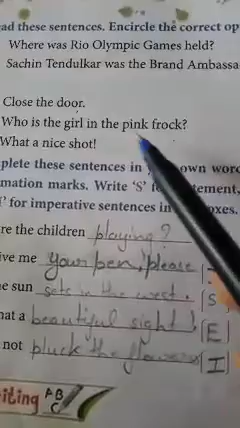 ad these sentences. Encircle the correct op
Where was Rio Olympic Games held?
Sachin Tendulkar was the Brand Ambassa
Close the door.
Who is the girl in the pink frock?
What a nice shot!
plete these sentences in own wor
mation marks. Write 'S' tement,
for imperative sentences in oxes.
re the children playing?
ive me your pen, please
e sun sets in the west. S
hat a beautiful sight! E
not pluck the flowers I
iting ABC